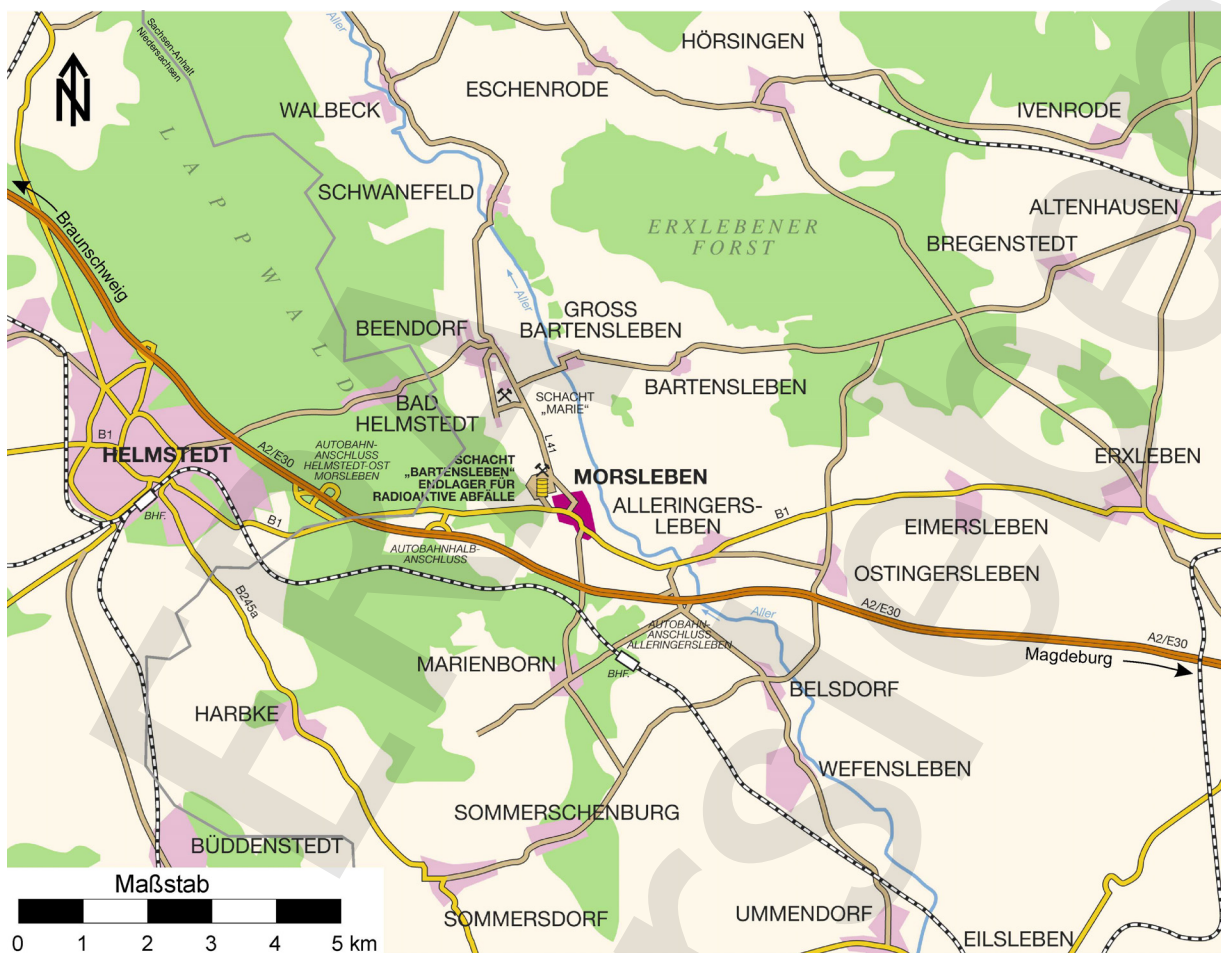 Sachsen-Anhalt
Niedersachsen
Aller
HÖRSINGEN
ESCHENRODE
WALBECK
IVENRODE
N
LAPPWALD
SCHWANEFELD
ERXLEBENER
FORST
ALTENHAUSEN
BREGENSTEDT
Braunschweig
Aller
GROSS
BARTENSLEBEN
BEENDORF
BARTENSLEBEN
BAD
HELMSTEDT
SCHACHT
„MARIE“
L41
B1
HELMSTEDT
A2/E30
AUTOBAHN-
ANSCHLUSS
HELMSTEDT-OST
MORSLEBEN
SCHACHT
„BARTENSLEBEN“
ENDLAGER FÜR
RADIOAKTIVE ABFÄLLE
MORSLEBEN
ALLERINGERS-
LEBEN
ERXLEBEN
BHF.
B1
B1
EIMERSLEBEN
AUTOBAHNHALB-
ANSCHLUSS
OSTINGERSLEBEN
B245a
A2/E30
Aller
AUTOBAHN-
ANSCHLUSS
ALLERINGERSLEBEN
A2/E30
Magdeburg
MARIENBORN
BHF.
BELSDORF
HARBKE
WEFENSLEBEN
SOMMERSCHENBURG
BÜDDENSTEDT
Maßstab
SOMMERSDORF
UMMENDORF
EILSLEBEN
0 1 2 3 4 5 km